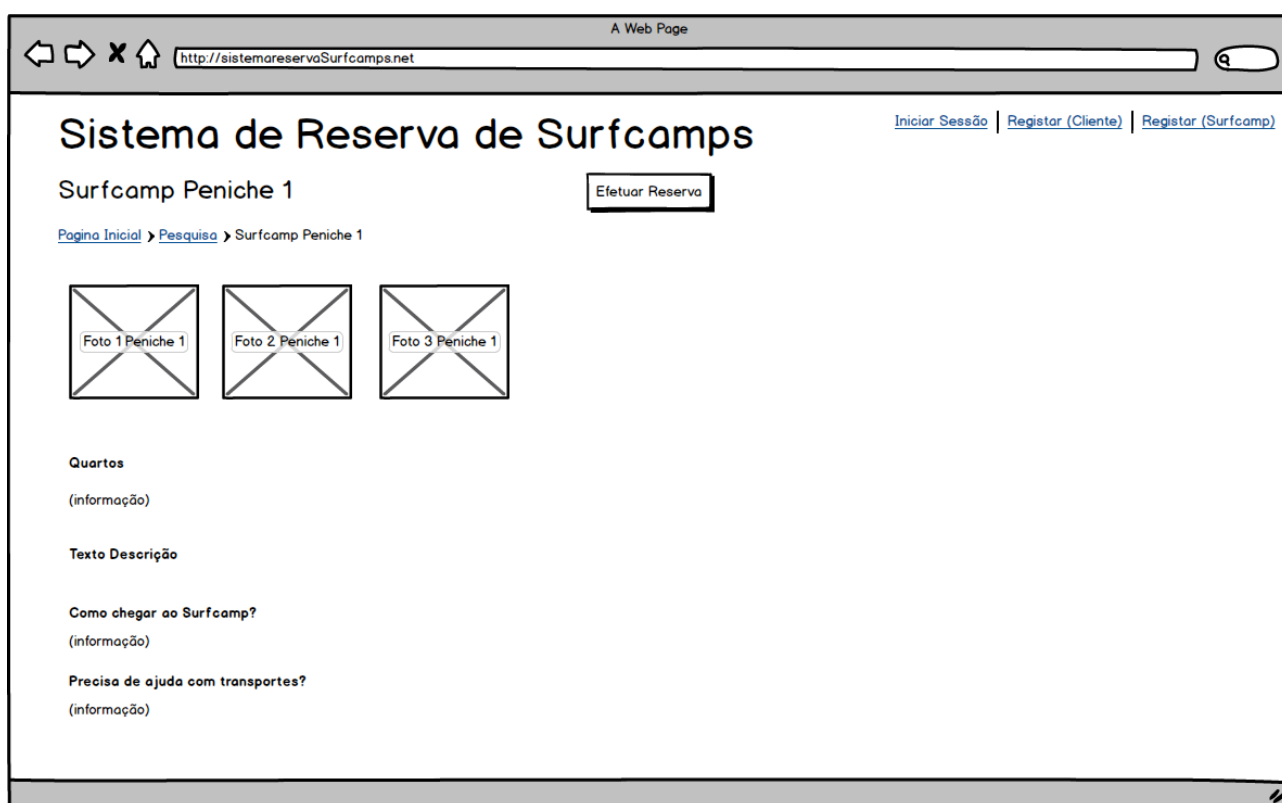 A Web Page
http://sistemareservaSurfcamps.net
Sistema de Reserva de Surfcamps
Iniciar Sessão | Registar (Cliente) | Registar (Surfcamp)
Surfcamp Peniche 1
Efetuar Reserva
Pagina Inicial > Pesquisa > Surfcamp Peniche 1
Foto 1 Peniche 1
Foto 2 Peniche 1
Foto 3 Peniche 1
Quartos
(informação)
Texto Descrição
Como chegar ao Surfcamp?
(informação)
Precisa de ajuda com transportes?
(informação)